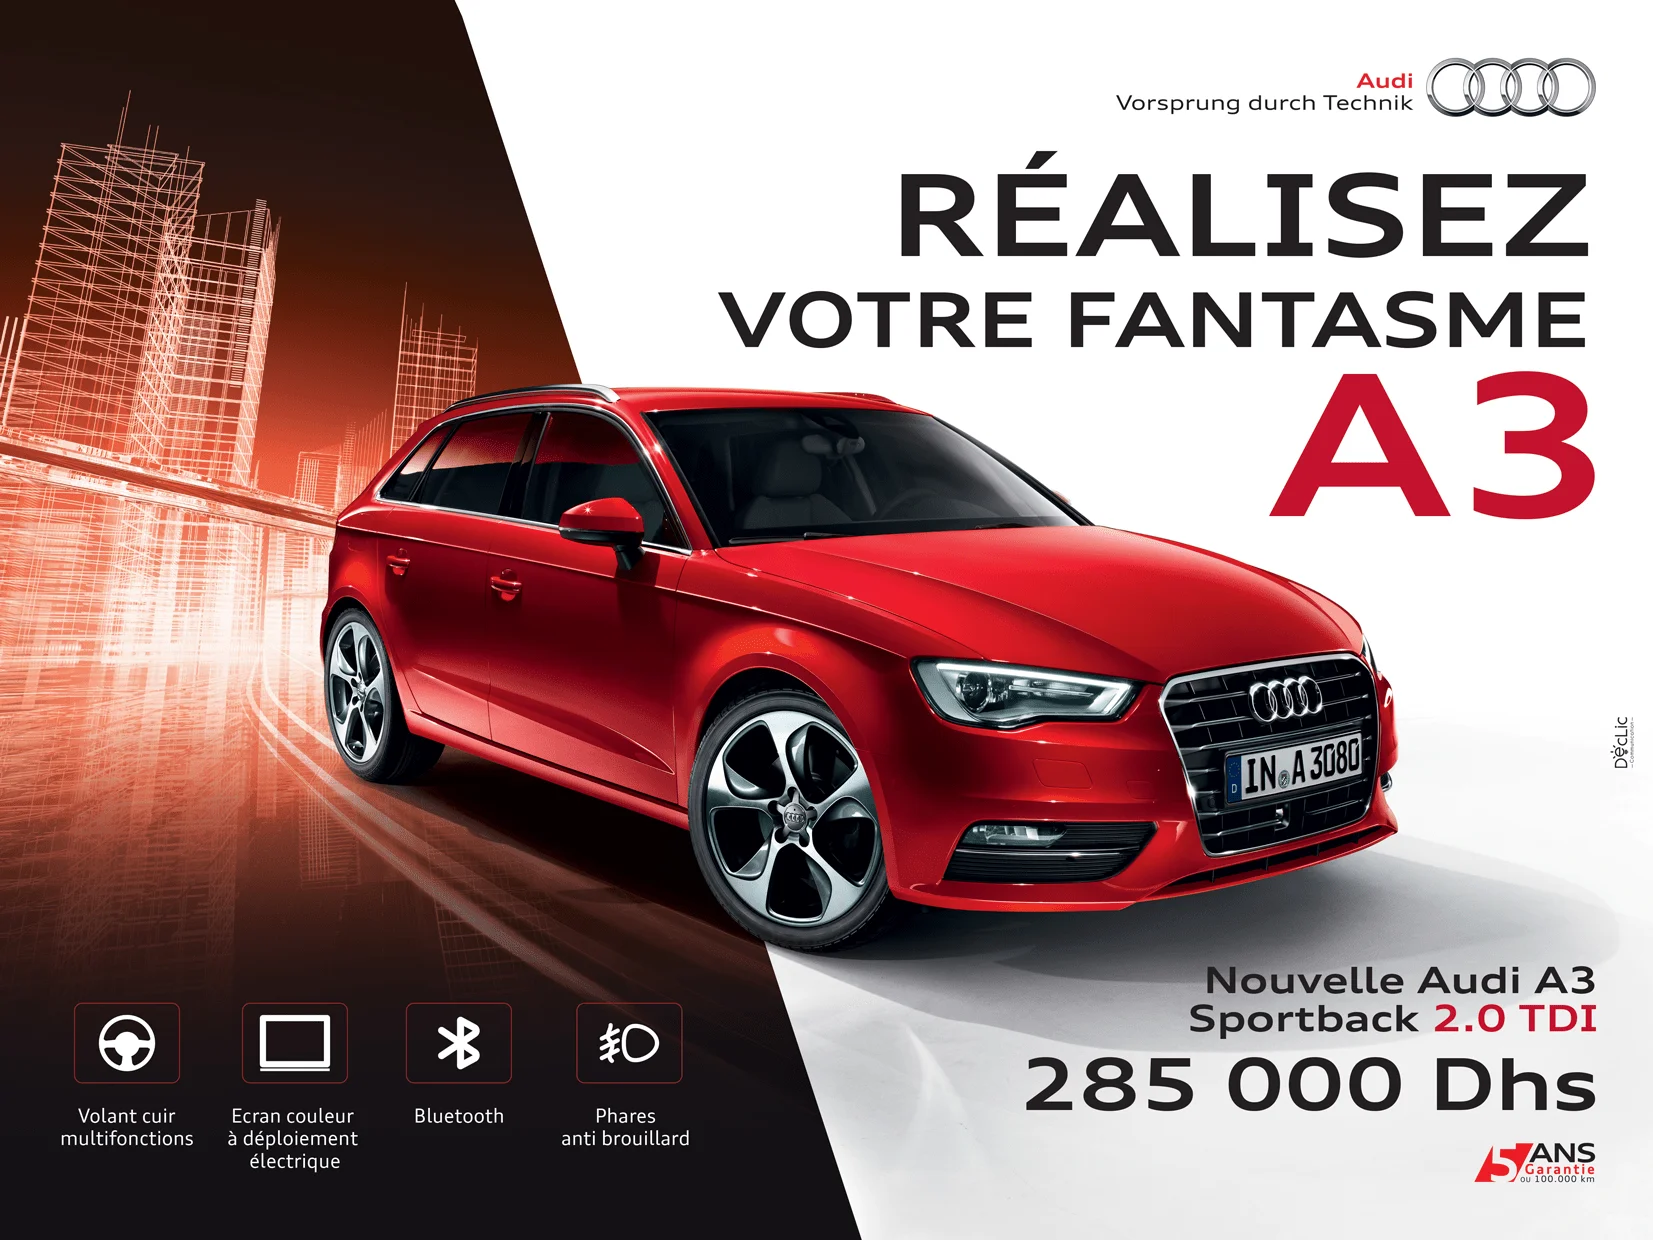 Audi
Vorsprung durch Technik
RÉALISEZ
VOTRE FANTASME
A3
IN A 3080
D
Déclic
Nouvelle Audi A3
Sportback 2.0 TDI
285 000 Dhs
5 ANS
Garantie
ou 100.000 km
Volant cuir
multifonctions
Ecran couleur
à déploiement
électrique
Bluetooth
Phares
anti brouillard